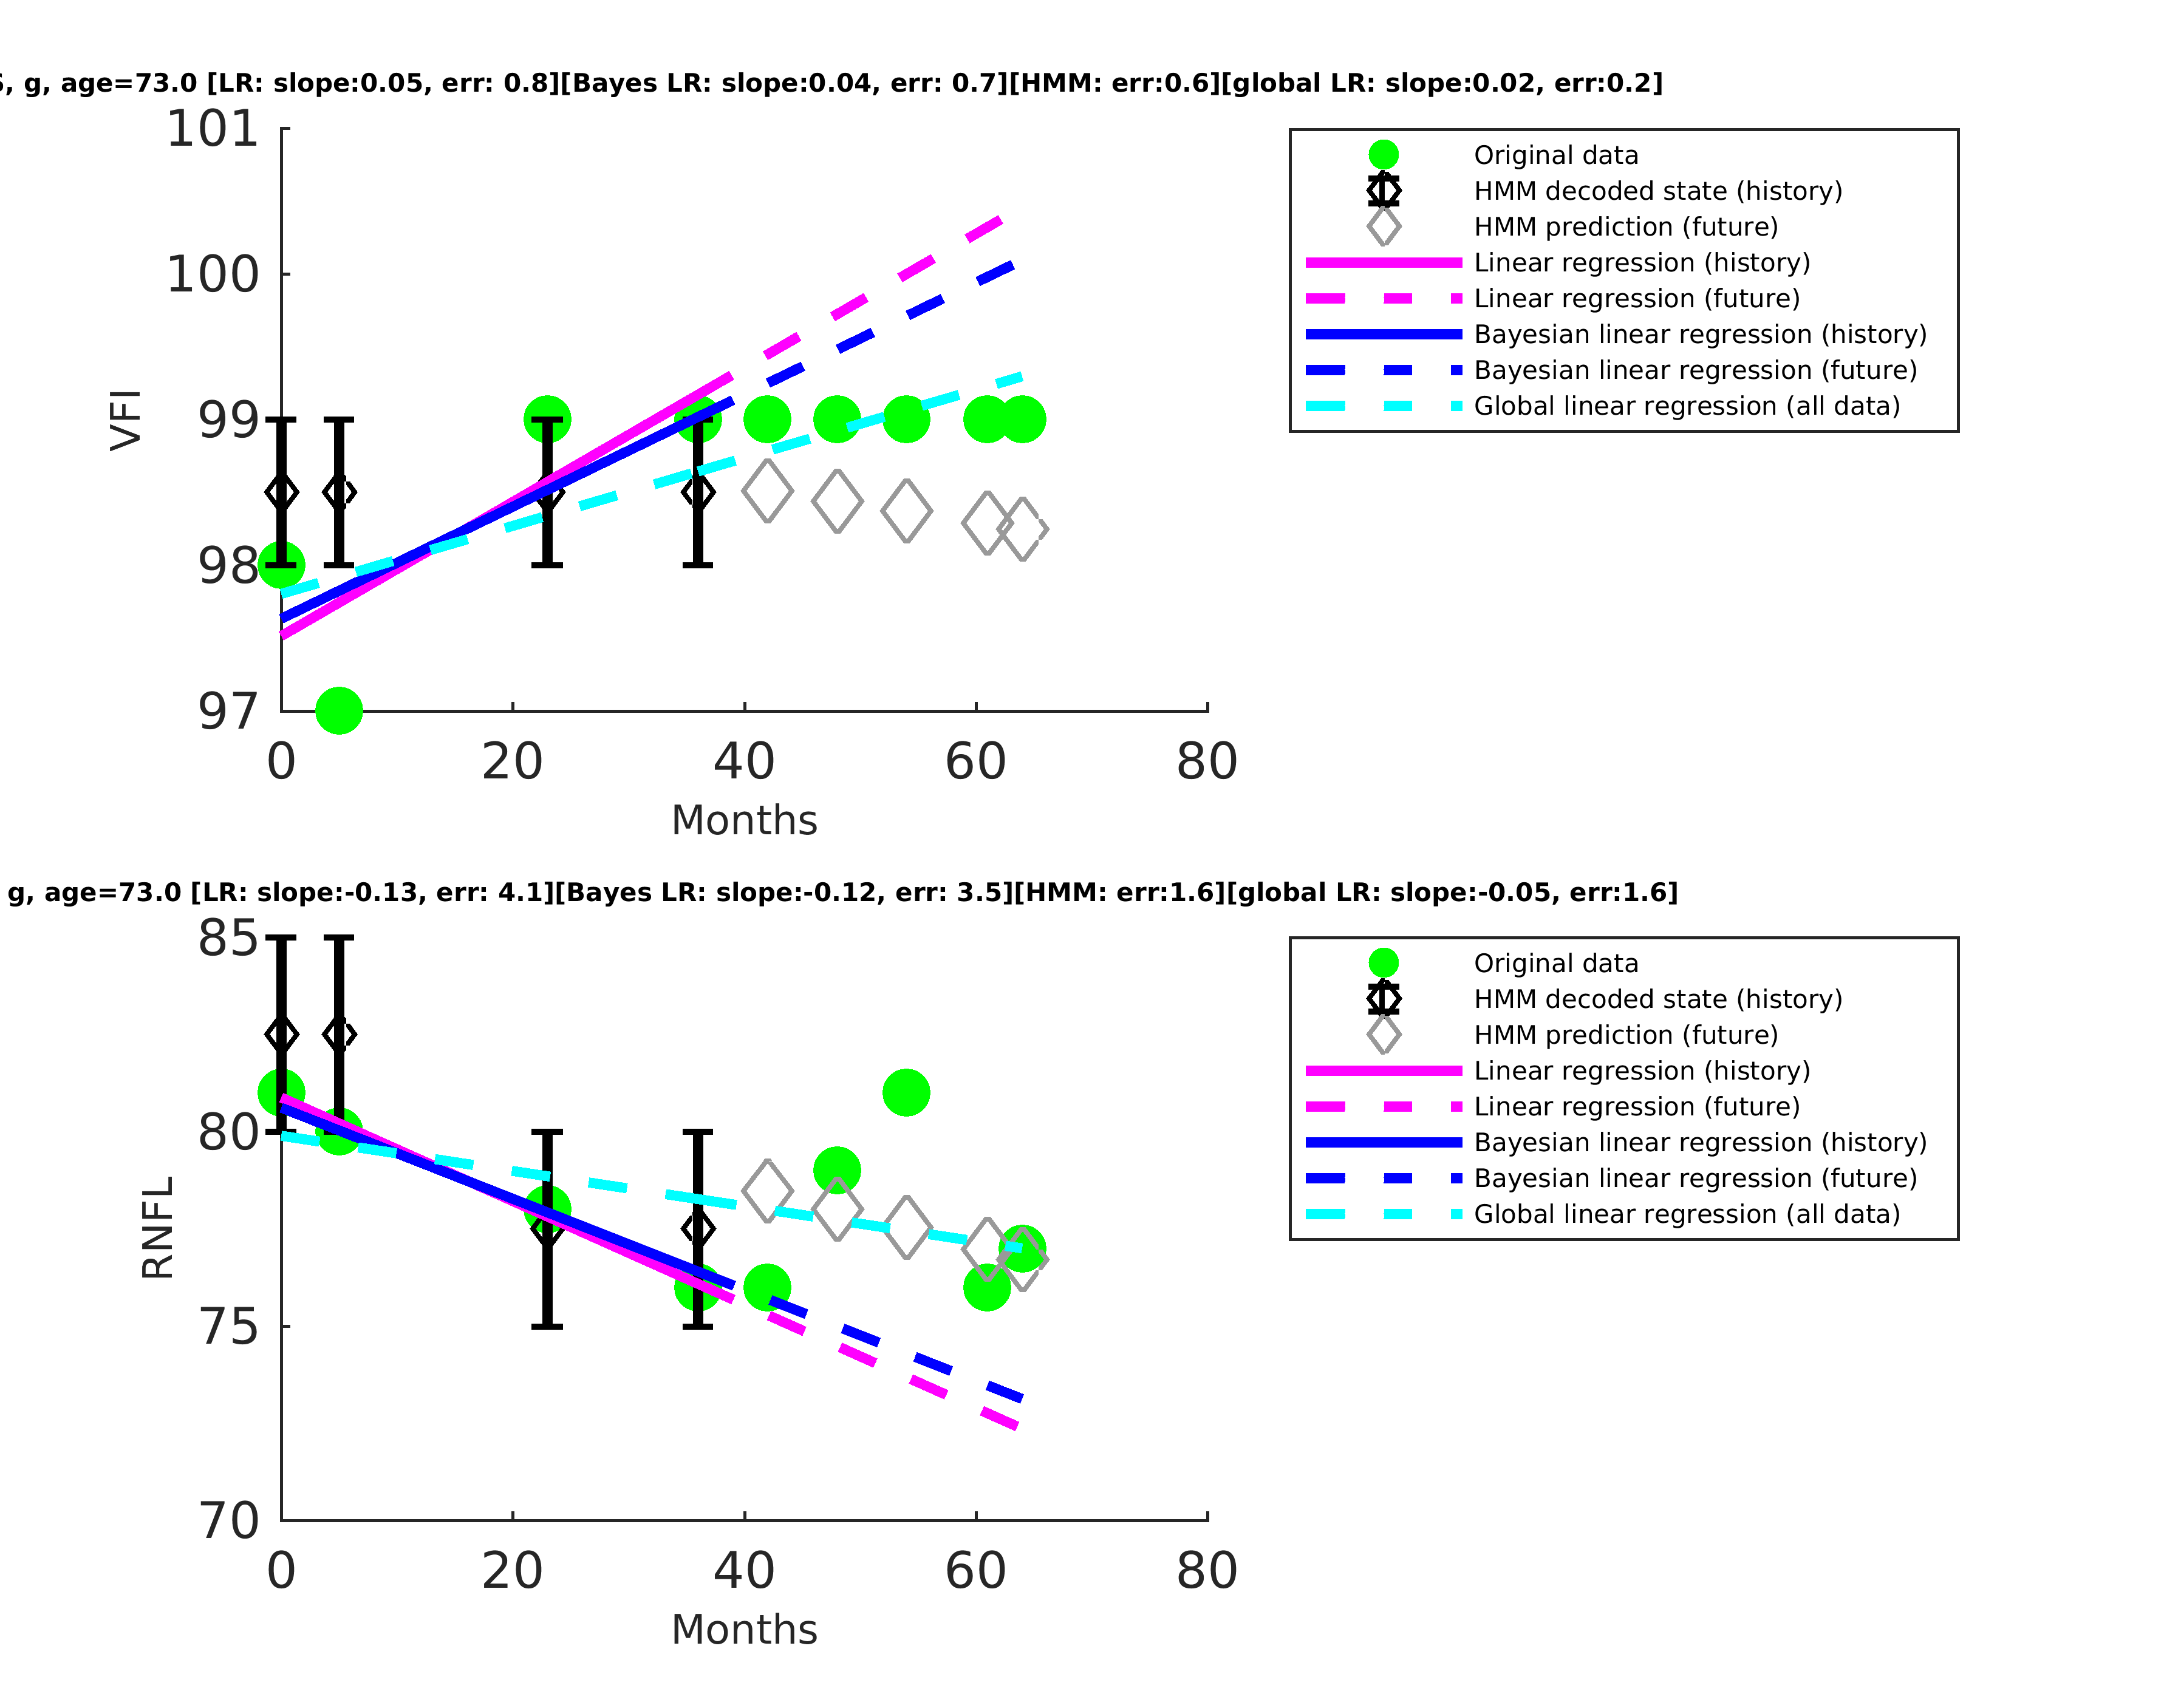 g, age=73.0 [LR: slope:0.05, err: 0.8][Bayes LR: slope:0.04, err: 0.7][HMM: err:0.6][global LR: slope:0.02, err:0.2]
101
100
99
98
97
VFI
0 20 40 60 80
Months
Original data
HMM decoded state (history)
HMM prediction (future)
Linear regression (history)
Linear regression (future)
Bayesian linear regression (history)
Bayesian linear regression (future)
Global linear regression (all data)
g, age=73.0 [LR: slope:-0.13, err: 4.1][Bayes LR: slope:-0.12, err: 3.5][HMM: err:1.6][global LR: slope:-0.05, err:1.6]
85
80
75
70
RNFL
0 20 40 60 80
Months
Original data
HMM decoded state (history)
HMM prediction (future)
Linear regression (history)
Linear regression (future)
Bayesian linear regression (history)
Bayesian linear regression (future)
Global linear regression (all data)